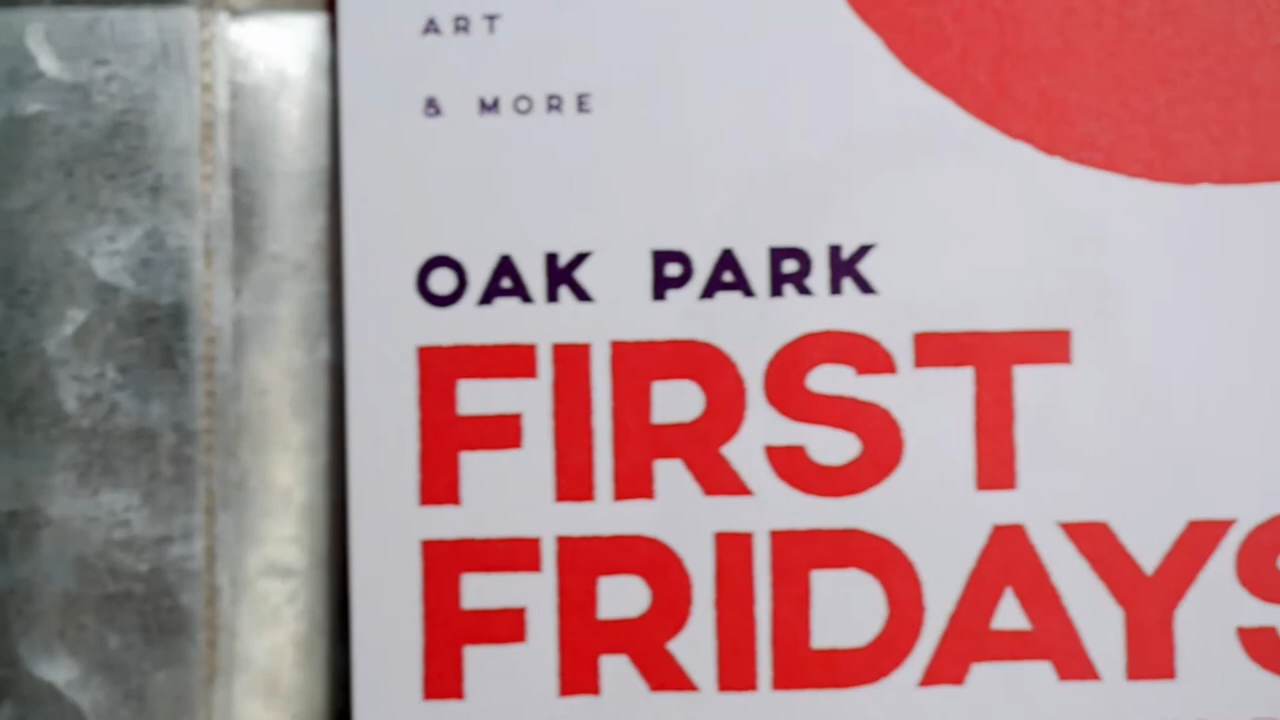 ART
& MORE
OAK PARK
FIRST
FRIDAYS